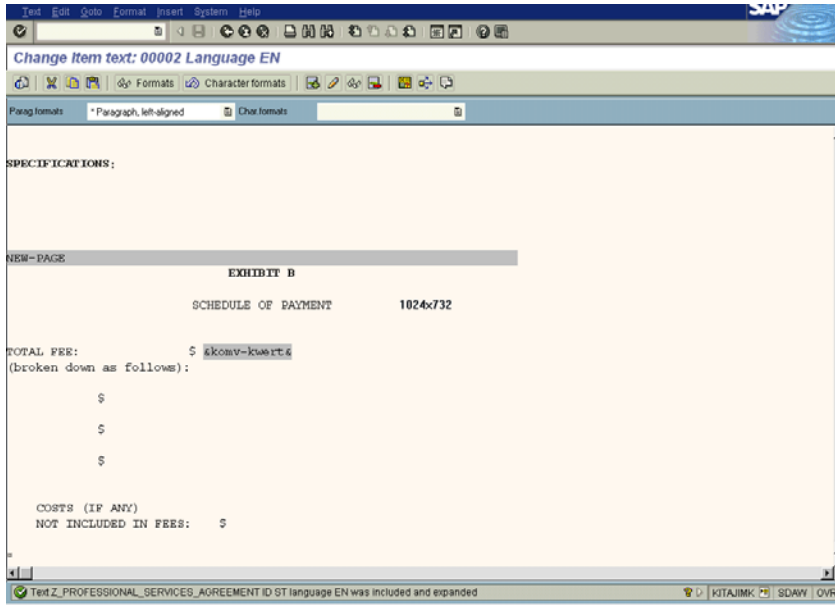 Text Edit Goto Format Insert System Help
SAP
Change Item text: 00002 Language EN
Formats Character formats
Parag.formats * Paragraph, left-aligned Char.formats
SPECIFICATIONS:
NEW-PAGE
EXHIBIT B
SCHEDULE OF PAYMENT 1024x732
TOTAL FEE: $ &komv-kwert&
(broken down as follows):
$
$
$
COSTS (IF ANY)
NOT INCLUDED IN FEES: $
Text Z_PROFESSIONAL_SERVICES_AGREEMENT ID ST language EN was included and expanded KITAJIMK SDAW OVR